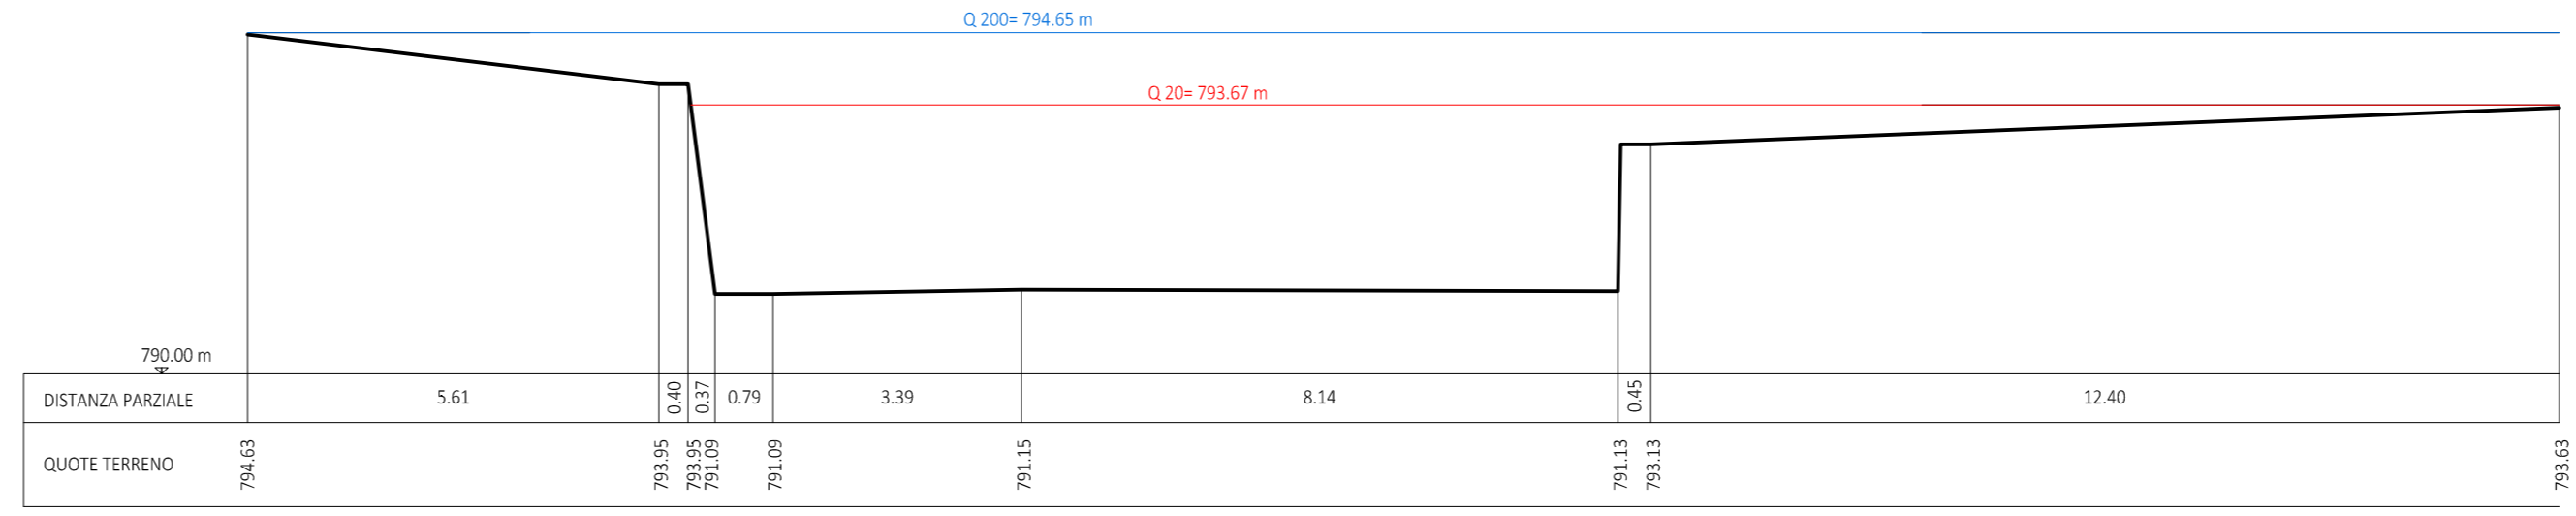 Q 200= 794.65 m
Q 20= 793.67 m
790.00 m
DISTANZA PARZIALE 5.61 0.40 0.37 0.79 3.39 8.14 0.45 12.40
QUOTE TERRENO 794.63 793.95 793.95 791.09 791.09 791.15 791.13 793.13 793.63